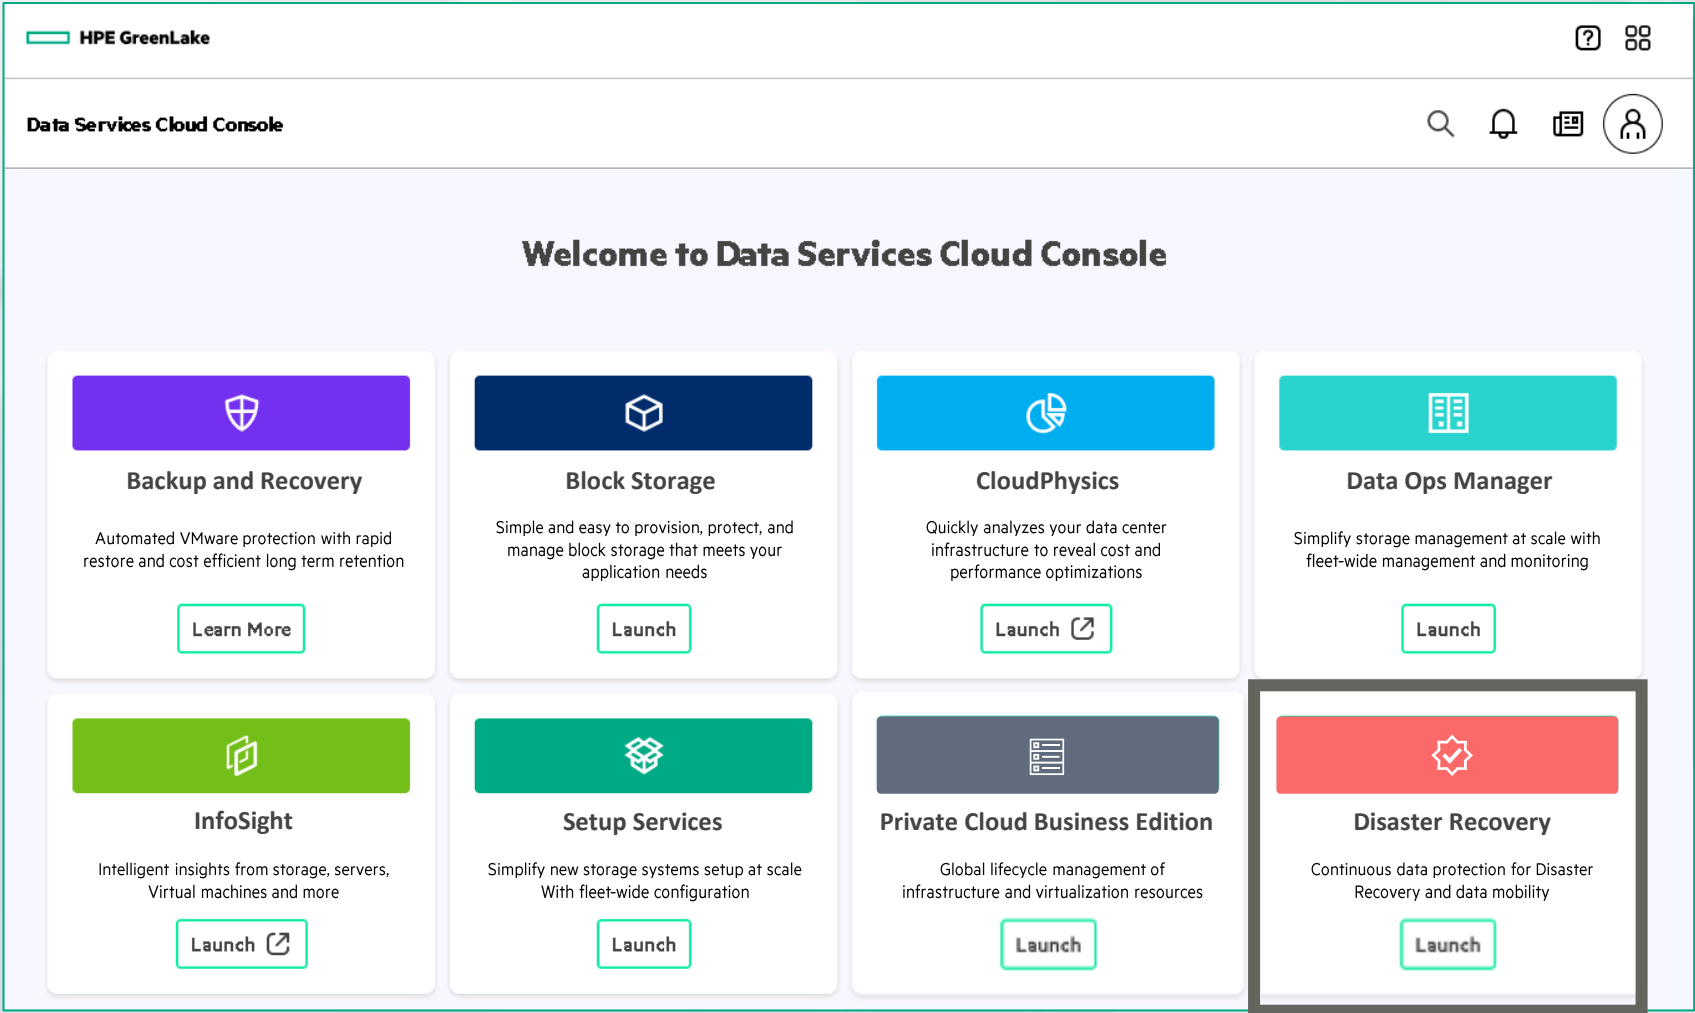 HPE GreenLake
Data Services Cloud Console
Welcome to Data Services Cloud Console
Backup and Recovery
Automated VMware protection with rapid
restore and cost efficient long term retention
Learn More
Block Storage
Simple and easy to provision, protect, and
manage block storage that meets your
application needs
Launch
CloudPhysics
Quickly analyzes your data center
infrastructure to reveal cost and
performance optimizations
Launch
Data Ops Manager
Simplify storage management at scale with
fleet-wide management and monitoring
Launch
InfoSight
Intelligent insights from storage, servers,
Virtual machines and more
Launch
Setup Services
Simplify new storage systems setup at scale
With fleet-wide configuration
Launch
Private Cloud Business Edition
Global lifecycle management of
infrastructure and virtualization resources
Launch
Disaster Recovery
Continuous data protection for Disaster
Recovery and data mobility
Launch